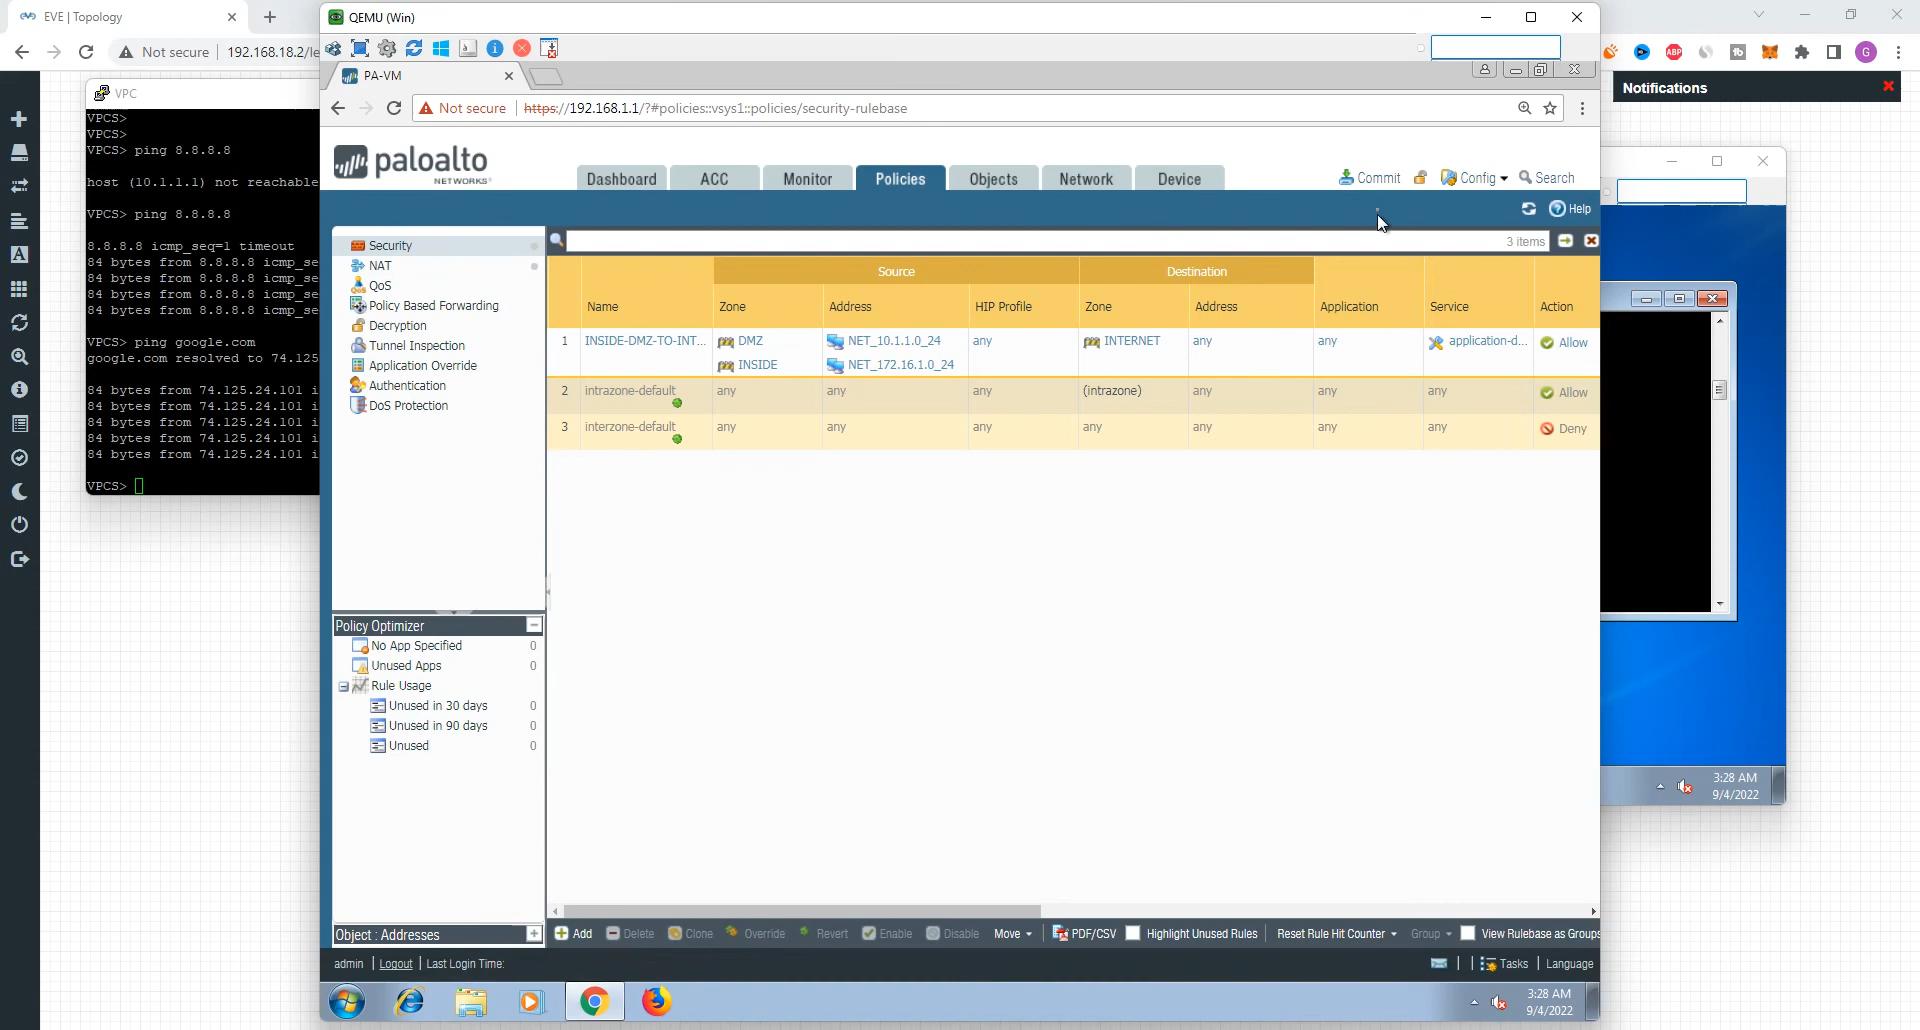 EVE | Topology
Not secure
192.168.18.2/le
QEMU (Win)
PA-VM
Not secure
https://192.168.1.1/?#policies::vsys1::policies/security-rulebase
Notifications
VPC
VPCS>
VPCS>
VPCS> ping 8.8.8.8
host (10.1.1.1) not reachable
VPCS> ping 8.8.8.8
8.8.8.8 icmp_seq=1 timeout
84 bytes from 8.8.8.8 icmp_se
84 bytes from 8.8.8.8 icmp_se
84 bytes from 8.8.8.8 icmp_se
84 bytes from 8.8.8.8 icmp_se
VPCS> ping google.com
google.com resolved to 74.125
84 bytes from 74.125.24.101 i
84 bytes from 74.125.24.101 i
84 bytes from 74.125.24.101 i
84 bytes from 74.125.24.101 i
84 bytes from 74.125.24.101 i
VPCS>
paloalto
NETWORKS
Dashboard
ACC
Monitor
Policies
Objects
Network
Device
Commit
Config
Search
Help
Security
NAT
QoS
Policy Based Forwarding
Decryption
Tunnel Inspection
Application Override
Authentication
DoS Protection
3 items
Source
Destination
Name
Zone
Address
HIP Profile
Zone
Address
Application
Service
Action
1 INSIDE-DMZ-TO-INT... DMZ NET_10.1.1.0_24 any INTERNET any any application-d... Allow
INSIDE NET_172.16.1.0_24
2 intrazone-default any any any (intrazone) any any any Allow
3 interzone-default any any any any any any any Deny
Policy Optimizer
No App Specified 0
Unused Apps 0
Rule Usage
Unused in 30 days 0
Unused in 90 days 0
Unused 0
Object : Addresses
Add
Delete
Clone
Override
Revert
Enable
Disable
Move
PDF/CSV
Highlight Unused Rules
Reset Rule Hit Counter
Group
View Rulebase as Groups
admin
Logout
Last Login Time:
Tasks
Language
3:28 AM
9/4/2022
3:28 AM
9/4/2022